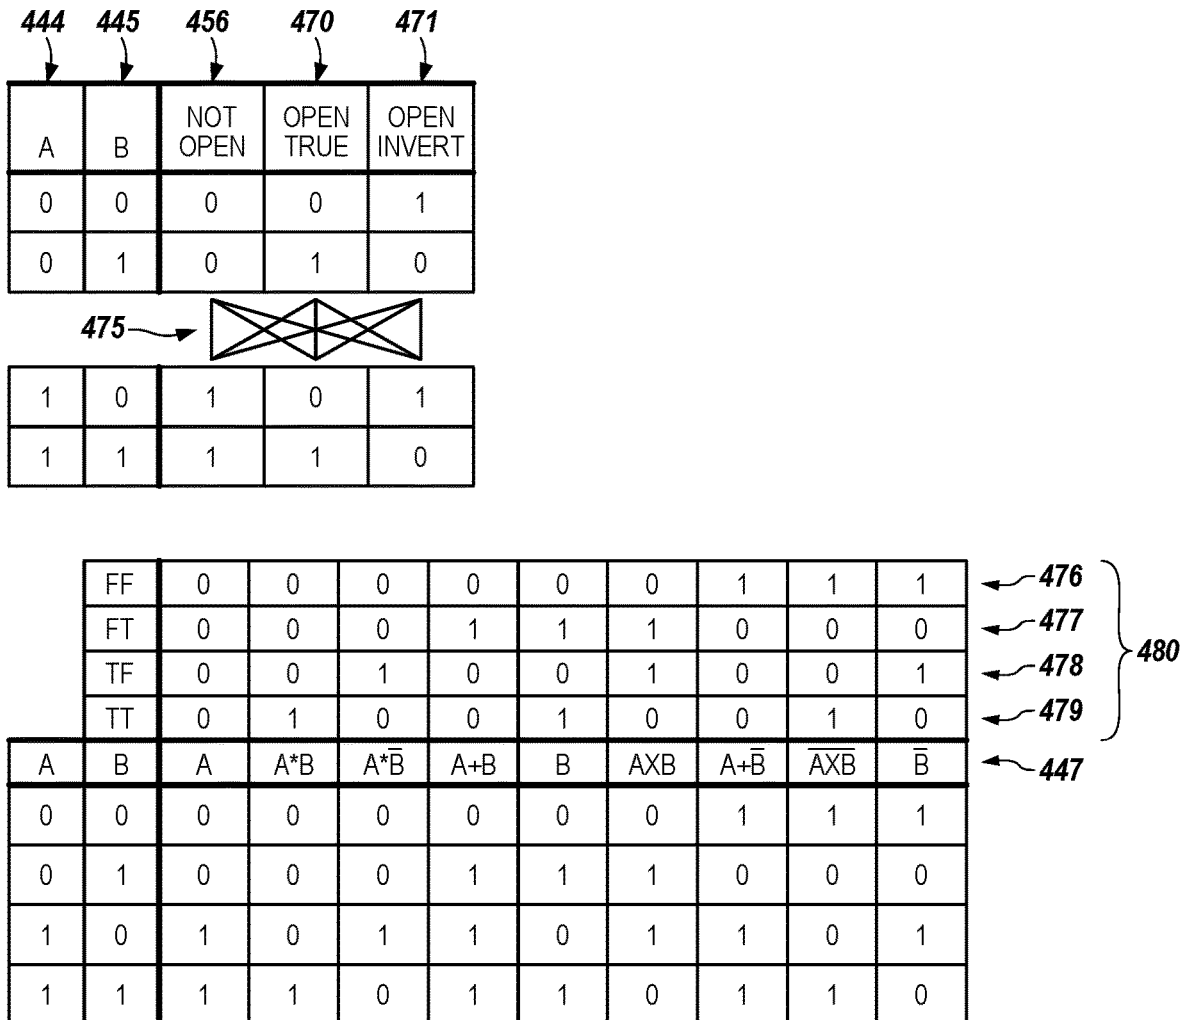 444 445 456 470 471
A B NOT OPEN OPEN TRUE OPEN INVERT
0 0 0 0 1
0 1 0 1 0
475
1 0 1 0 1
1 1 1 1 0
FF 0 0 0 0 0 0 1 1 1 476
FT 0 0 0 1 1 1 0 0 0 477
480
TF 0 0 1 0 0 1 0 0 1 478
TT 0 1 0 0 1 0 0 1 0 479
A B A A*B A*B̅ A+B B AXB A+B̅ A̅X̅B̅ B̅ 447
0 0 0 0 0 0 0 0 1 1 1
0 1 0 0 0 1 1 1 0 0 0
1 0 1 0 1 1 0 1 1 0 1
1 1 1 1 0 1 1 0 1 1 0